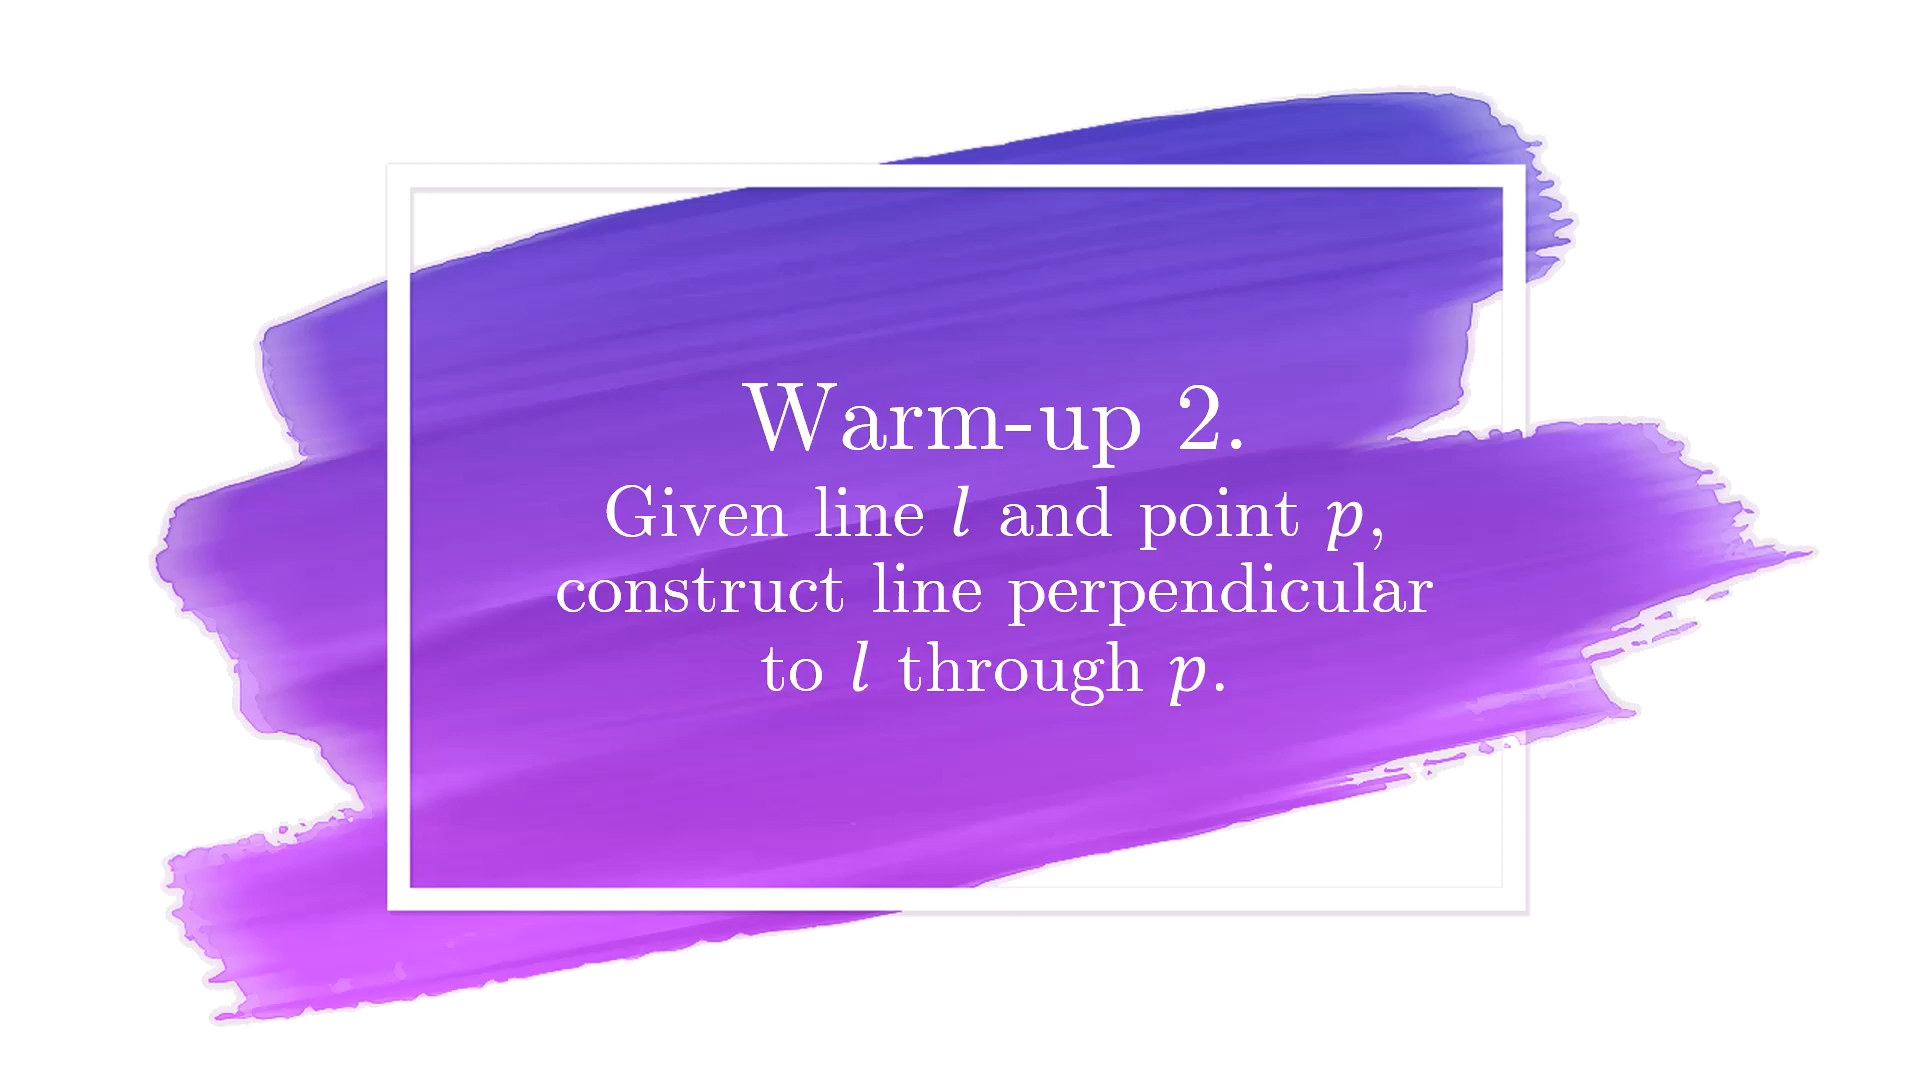 Warm-up 2.
Given line l and point p,
construct line perpendicular
to l through p.